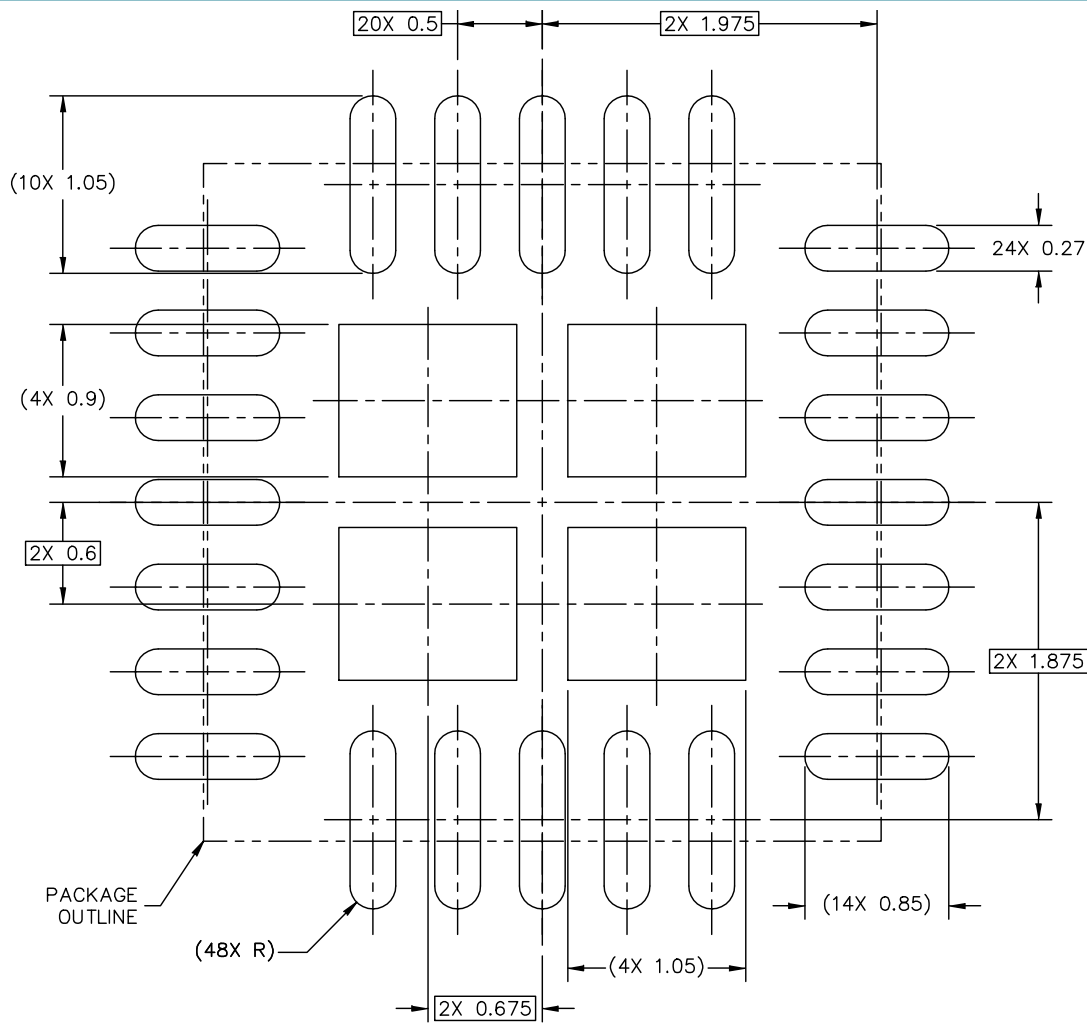 20X 0.5
2X 1.975
(10X 1.05)
24X 0.27
(4X 0.9)
2X 0.6
2X 1.875
PACKAGE
OUTLINE
(14X 0.85)
(48X R)
(4X 1.05)
2X 0.675